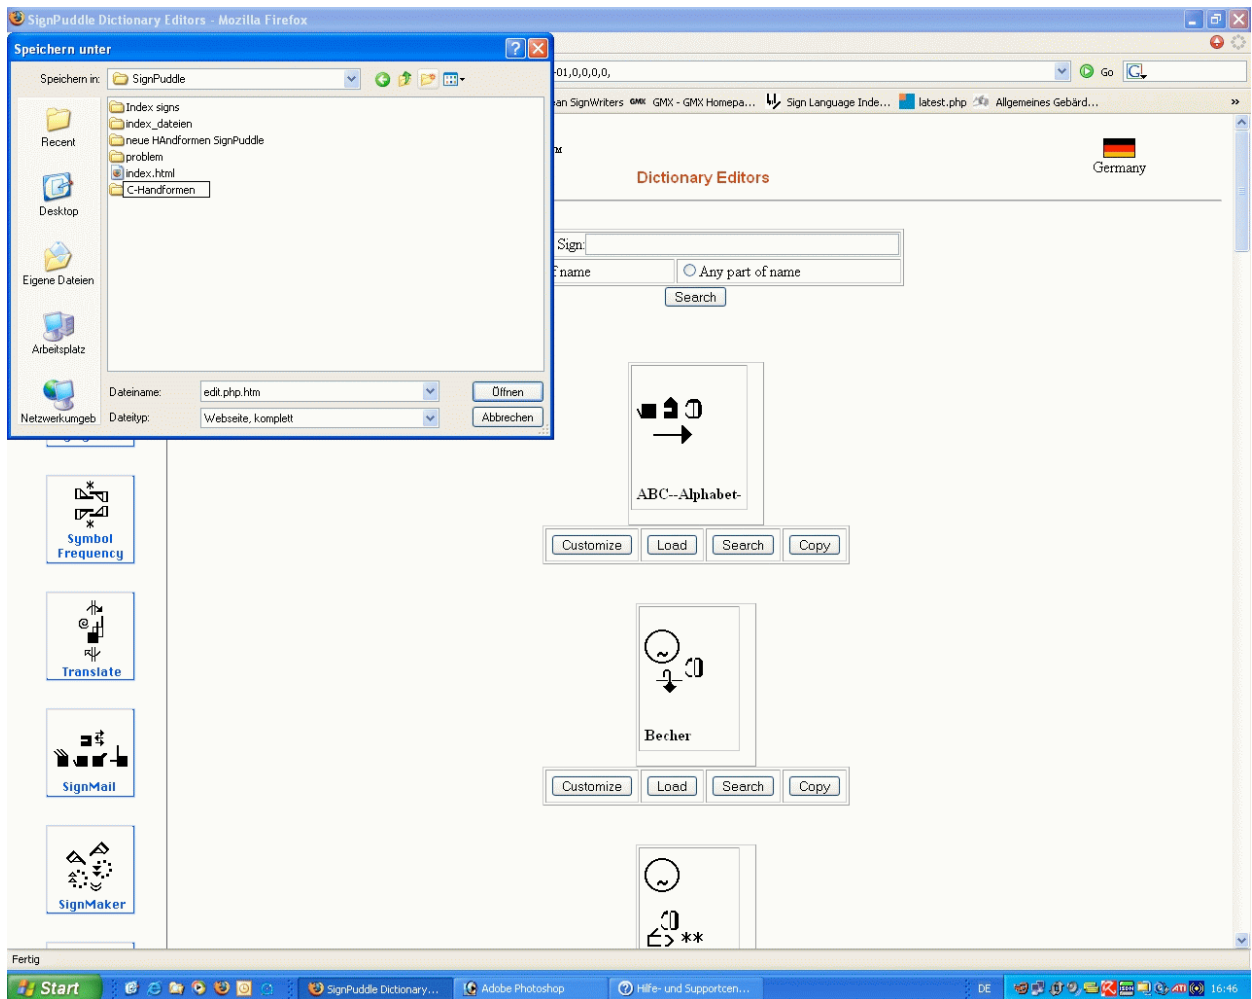 SignPuddle Dictionary Editors - Mozilla Firefox
Speichern unter
Speichern in:
SignPuddle
Recent
Desktop
Eigene Dateien
Arbeitsplatz
Netzwerkumgeb
Index signs
index_dateien
neue HAndformen SignPuddle
problem
index.html
C-Handformen
Dateiname:
edit.php.htm
Öffnen
Dateityp:
Webseite, komplett
Abbrechen
-01,0,0,0,0,
Go
an SignWriters
GMX GMX - GMX Homepa...
Sign Language Inde...
latest.php
Allgemeines Gebärd...
Dictionary Editors
Germany
Sign:
f name
Any part of name
Search
ABC--Alphabet-
Customize
Load
Search
Copy
Becher
Customize
Load
Search
Copy
Symbol
Frequency
Translate
SignMail
SignMaker
Fertig
Start
SignPuddle Dictionary...
Adobe Photoshop
Hilfe- und Supportcen...
DE
16:46